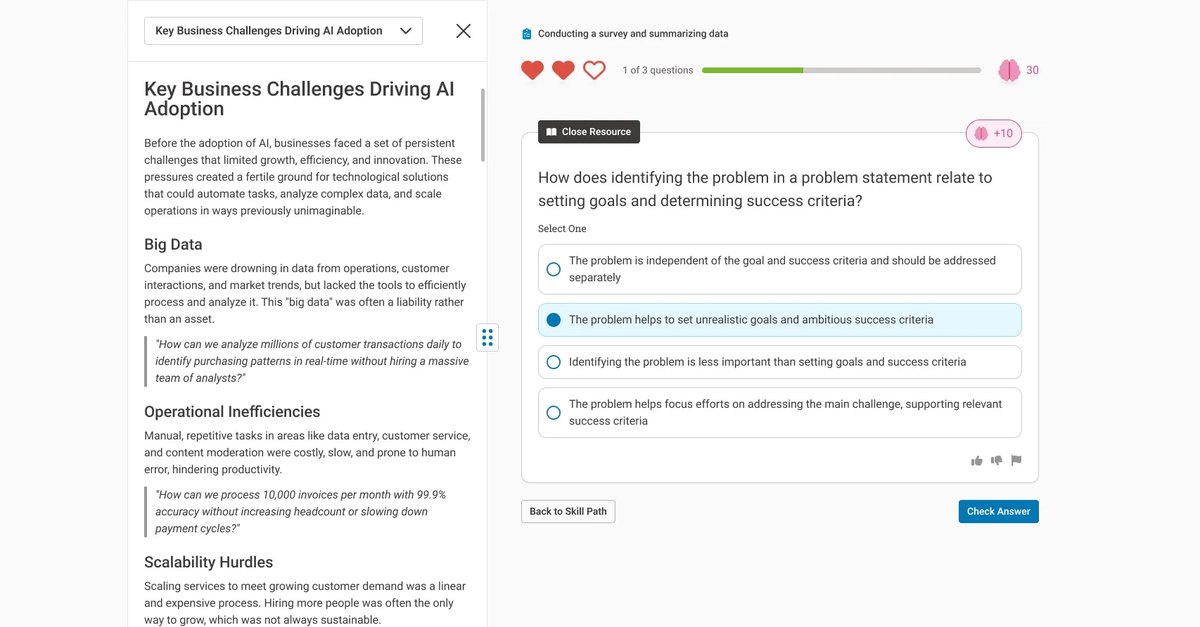 Key Business Challenges Driving AI Adoption
Key Business Challenges Driving AI
Adoption
Before the adoption of AI, businesses faced a set of persistent
challenges that limited growth, efficiency, and innovation. These
pressures created a fertile ground for technological solutions
that could automate tasks, analyze complex data, and scale
operations in ways previously unimaginable.
Big Data
Companies were drowning in data from operations, customer
interactions, and market trends, but lacked the tools to efficiently
process and analyze it. This "big data" was often a liability rather
than an asset.
"How can we analyze millions of customer transactions daily to
identify purchasing patterns in real-time without hiring a massive
team of analysts?"
Operational Inefficiencies
Manual, repetitive tasks in areas like data entry, customer service,
and content moderation were costly, slow, and prone to human
error, hindering productivity.
"How can we process 10,000 invoices per month with 99.9%
accuracy without increasing headcount or slowing down
payment cycles?"
Scalability Hurdles
Scaling services to meet growing customer demand was a linear
and expensive process. Hiring more people was often the only
way to grow, which was not always sustainable.
Conducting a survey and summarizing data
1 of 3 questions
30
Close Resource
+10
How does identifying the problem in a problem statement relate to
setting goals and determining success criteria?
Select One
The problem is independent of the goal and success criteria and should be addressed
separately
The problem helps to set unrealistic goals and ambitious success criteria
Identifying the problem is less important than setting goals and success criteria
The problem helps focus efforts on addressing the main challenge, supporting relevant
success criteria
Back to Skill Path
Check Answer